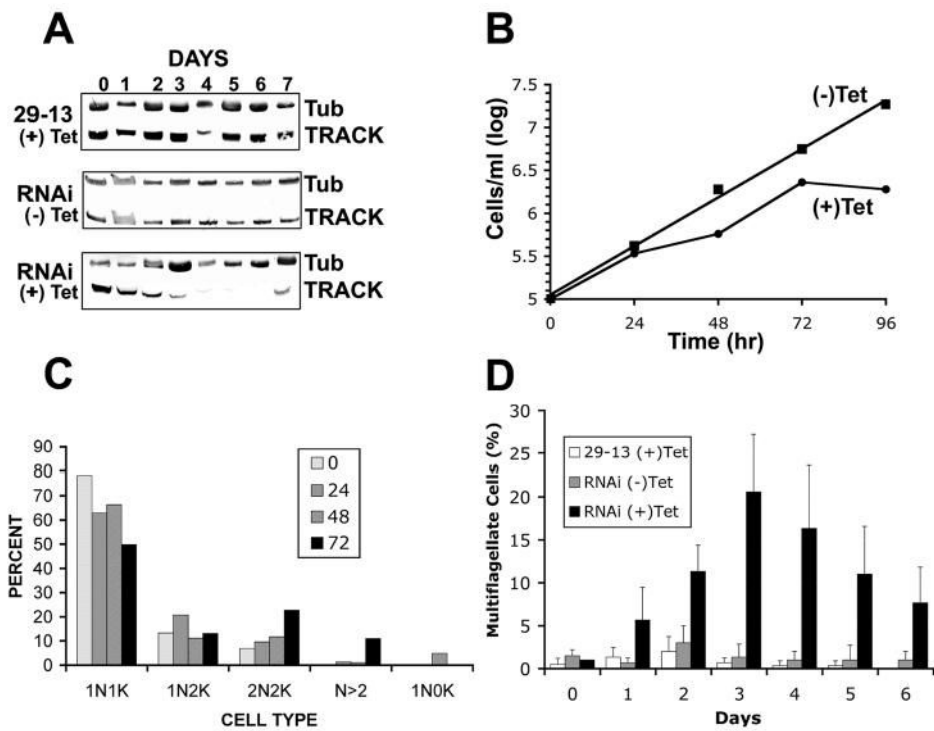 A
DAYS
0 1 2 3 4 5 6 7
29-13
(+) Tet
Tub
TRACK
RNAi
(-) Tet
Tub
TRACK
RNAi
(+) Tet
Tub
TRACK
B
7.5
7
6.5
6
5.5
5
Cells/ml (log)
(-)Tet
(+)Tet
0 24 48 72 96
Time (hr)
C
90
80
70
60
50
40
30
20
10
0
PERCENT
0
24
48
72
1N1K 1N2K 2N2K N>2 1N0K
CELL TYPE
D
30
25
20
15
10
5
0
Multiflagellate Cells (%)
29-13 (+)Tet
RNAi (-)Tet
RNAi (+)Tet
0 1 2 3 4 5 6
Days